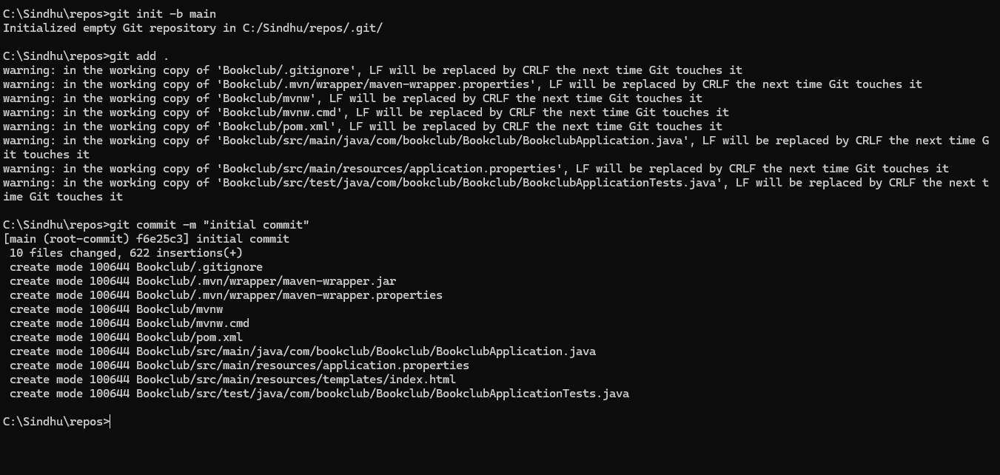 C:\Sindhu\repos>git init -b main
Initialized empty Git repository in C:/Sindhu/repos/.git/
C:\Sindhu\repos>git add .
warning: in the working copy of 'Bookclub/.gitignore', LF will be replaced by CRLF the next time Git touches it
warning: in the working copy of 'Bookclub/.mvn/wrapper/maven-wrapper.properties', LF will be replaced by CRLF the next time Git touches it
warning: in the working copy of 'Bookclub/mvnw', LF will be replaced by CRLF the next time Git touches it
warning: in the working copy of 'Bookclub/mvnw.cmd', LF will be replaced by CRLF the next time Git touches it
warning: in the working copy of 'Bookclub/pom.xml', LF will be replaced by CRLF the next time Git touches it
warning: in the working copy of 'Bookclub/src/main/java/com/bookclub/Bookclub/BookclubApplication.java', LF will be replaced by CRLF the next time G
it touches it
warning: in the working copy of 'Bookclub/src/main/resources/application.properties', LF will be replaced by CRLF the next time Git touches it
warning: in the working copy of 'Bookclub/src/test/java/com/bookclub/Bookclub/BookclubApplicationTests.java', LF will be replaced by CRLF the next t
ime Git touches it
C:\Sindhu\repos>git commit -m "initial commit"
[main (root-commit) f6e25c3] initial commit
 10 files changed, 622 insertions(+)
 create mode 100644 Bookclub/.gitignore
 create mode 100644 Bookclub/.mvn/wrapper/maven-wrapper.jar
 create mode 100644 Bookclub/.mvn/wrapper/maven-wrapper.properties
 create mode 100644 Bookclub/mvnw
 create mode 100644 Bookclub/mvnw.cmd
 create mode 100644 Bookclub/pom.xml
 create mode 100644 Bookclub/src/main/java/com/bookclub/Bookclub/BookclubApplication.java
 create mode 100644 Bookclub/src/main/resources/application.properties
 create mode 100644 Bookclub/src/main/resources/templates/index.html
 create mode 100644 Bookclub/src/test/java/com/bookclub/Bookclub/BookclubApplicationTests.java
C:\Sindhu\repos>